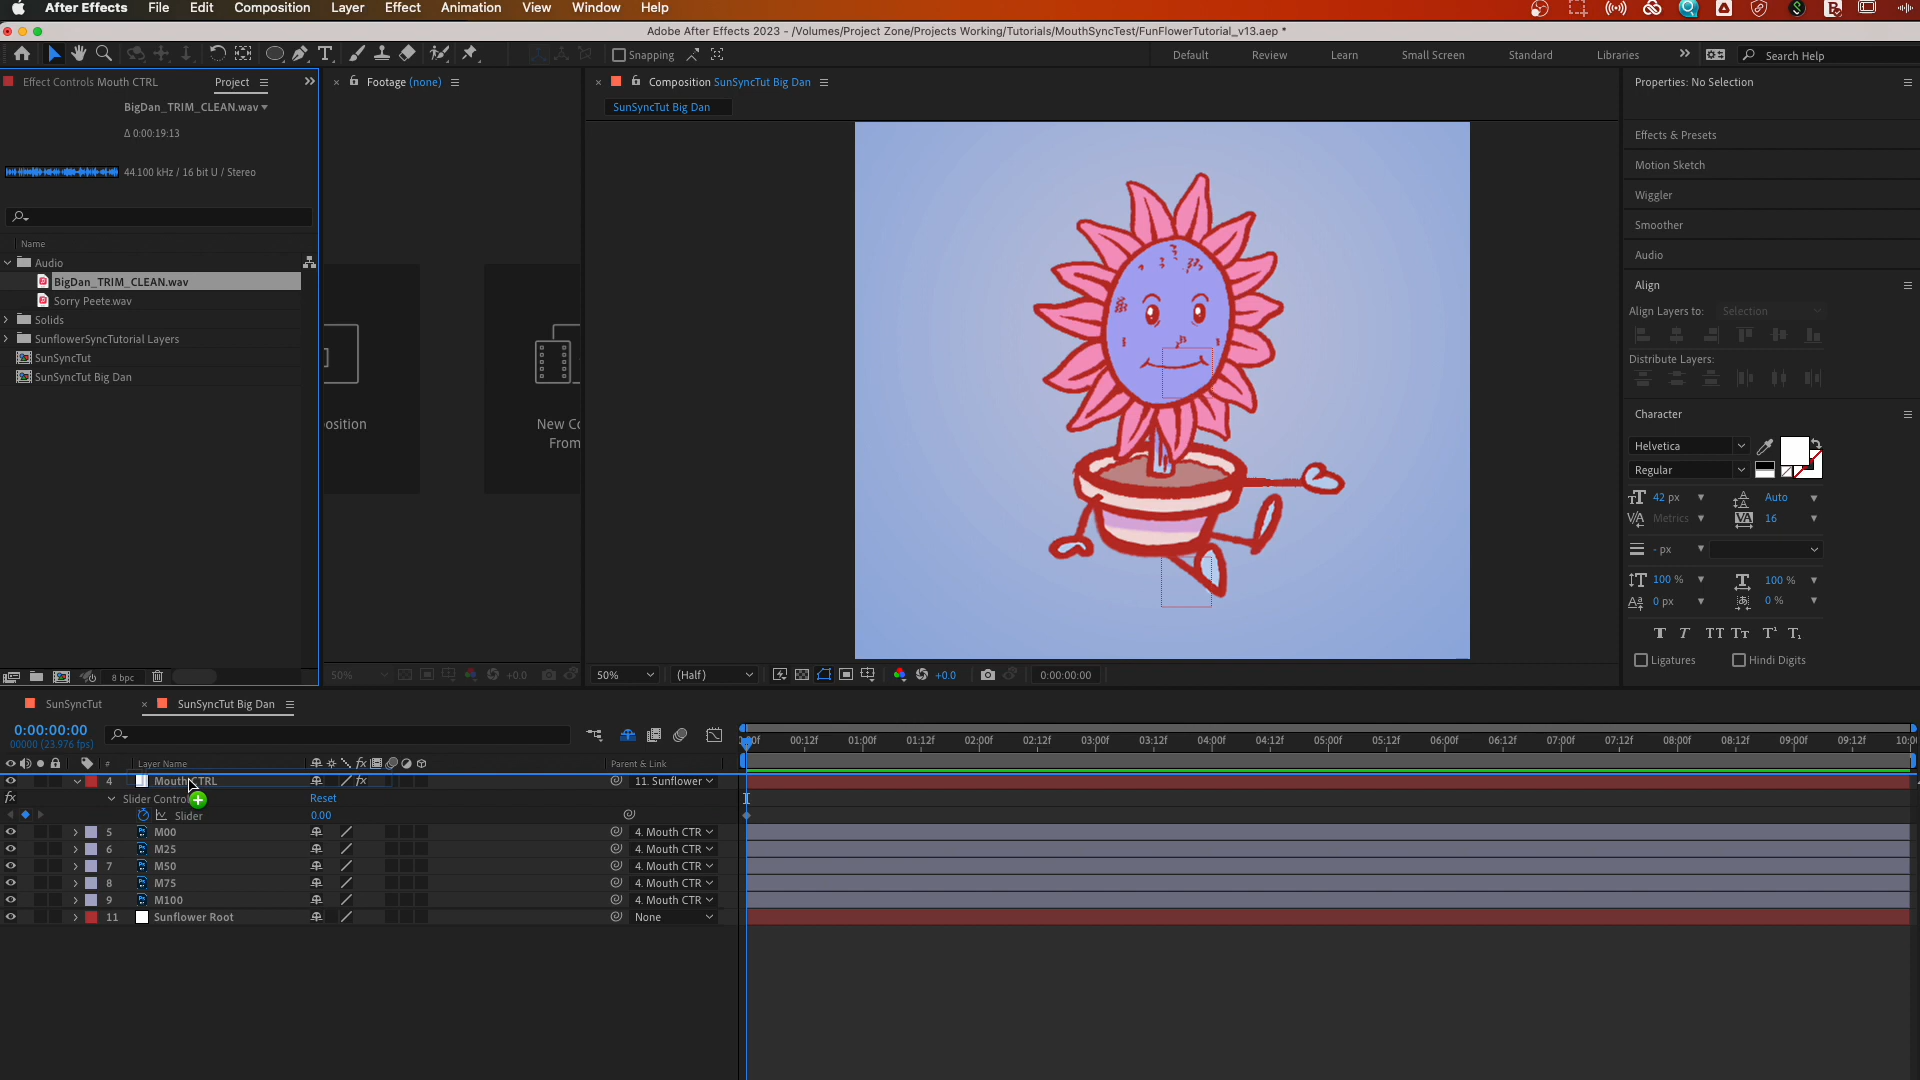 After Effects File Edit Composition Layer Effect Animation View Window Help
Adobe After Effects 2023 - /Volumes/Project Zone/Projects Working/Tutorials/MouthSyncTest/FunFlowerTutorial_v13.aep *
Snapping Default Review Learn Small Screen Standard Libraries Search Help
Effect Controls Mouth CTRL Project Footage (none) Composition SunSyncTut Big Dan Properties: No Selection
BigDan_TRIM_CLEAN.wav SunSyncTut Big Dan
Δ 0:00:19:13
44.100 kHz / 16 bit U / Stereo
Name
Audio
BigDan_TRIM_CLEAN.wav
Sorry Peete.wav
Solids
SunflowerSyncTutorial Layers
SunSyncTut
SunSyncTut Big Dan
osition
New Co
From
Effects & Presets
Motion Sketch
Wiggler
Smoother
Audio
Align
Align Layers to: Selection
Distribute Layers:
Character
Helvetica
Regular
42 px Auto
Metrics 16
- px
100 % 100 %
0 px 0 %
T T TT Tt T¹ T₁
Ligatures Hindi Digits
8 bpc 50% +0.0 50% (Half) +0.0 0:00:00:00
SunSyncTut SunSyncTut Big Dan
0:00:00:00
00000 (23.976 fps)
00f 00:12f 01:00f 01:12f 02:00f 02:12f 03:00f 03:12f 04:00f 04:12f 05:00f 05:12f 06:00f 06:12f 07:00f 07:12f 08:00f 08:12f 09:00f 09:12f 10:0
# Layer Name fx Parent & Link
4 Mouth CTRL fx 11. Sunflower
fx Slider Contro Reset
Slider 0.00
5 M00 4. Mouth CTR
6 M25 4. Mouth CTR
7 M50 4. Mouth CTR
8 M75 4. Mouth CTR
9 M100 4. Mouth CTR
11 Sunflower Root None